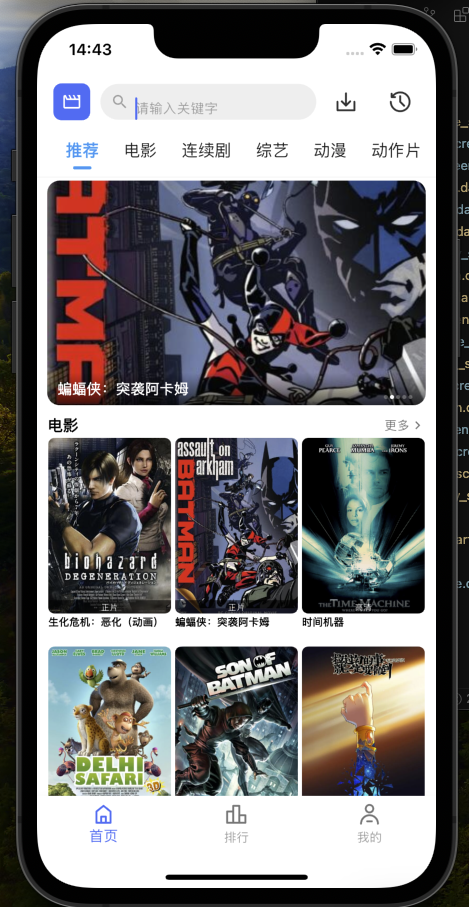 14:43
请输入关键字
推荐 电影 连续剧 综艺 动漫 动作片
ATM
蝙蝠侠：突袭阿卡姆
电影 更多
biohazard
DEGENERATION
正片
生化危机：恶化（动画）
assault on
arkham
BATMAN
正片
蝙蝠侠：突袭阿卡姆
GUY PEARCE MUMBA JEREMY IRONS
THE TIME MACHINE
时间机器
DELHI
SAFARI
3D
SON OF
BATMAN
首页 排行 我的